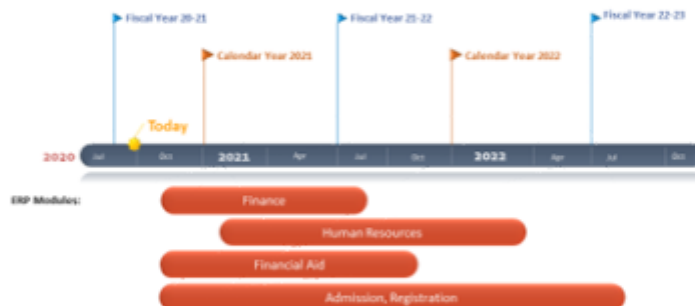 Fiscal Year 20-21
Fiscal Year 21-22
Fiscal Year 22-23
Calendar Year 2021
Calendar Year 2022
Today
2020 Jul Oct 2021 Apr Jul Oct 2022 Apr Jul Oct
ERP Modules:
Finance
Human Resources
Financial Aid
Admission, Registration